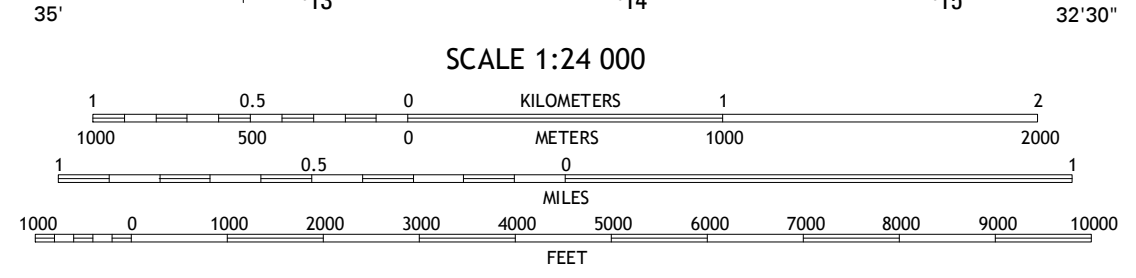 13 14 15
35' 32'30"
SCALE 1:24 000
1 0.5 0 KILOMETERS 1 2
1000 500 0 METERS 1000 2000
1 0.5 0 1
MILES
1000 0 1000 2000 3000 4000 5000 6000 7000 8000 9000 10000
FEET